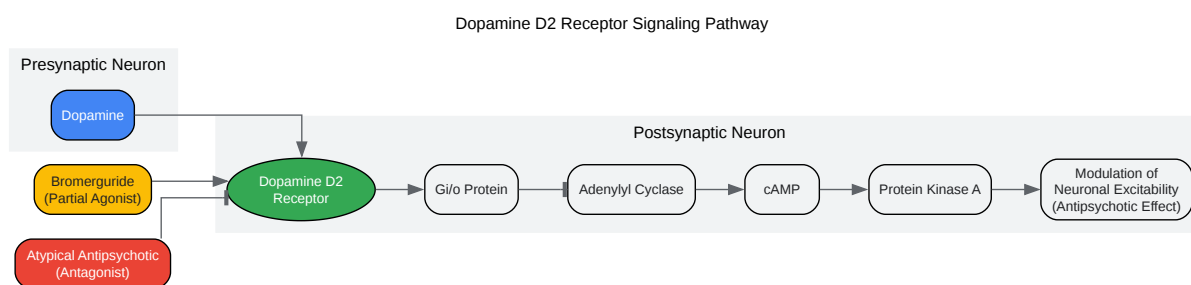 Dopamine D2 Receptor Signaling Pathway
Presynaptic Neuron
Dopamine
Postsynaptic Neuron
Bromerguride
(Partial Agonist)
Dopamine D2
Receptor
Gi/o Protein
Adenylyl Cyclase
cAMP
Protein Kinase A
Modulation of
Neuronal Excitability
(Antipsychotic Effect)
Atypical Antipsychotic
(Antagonist)